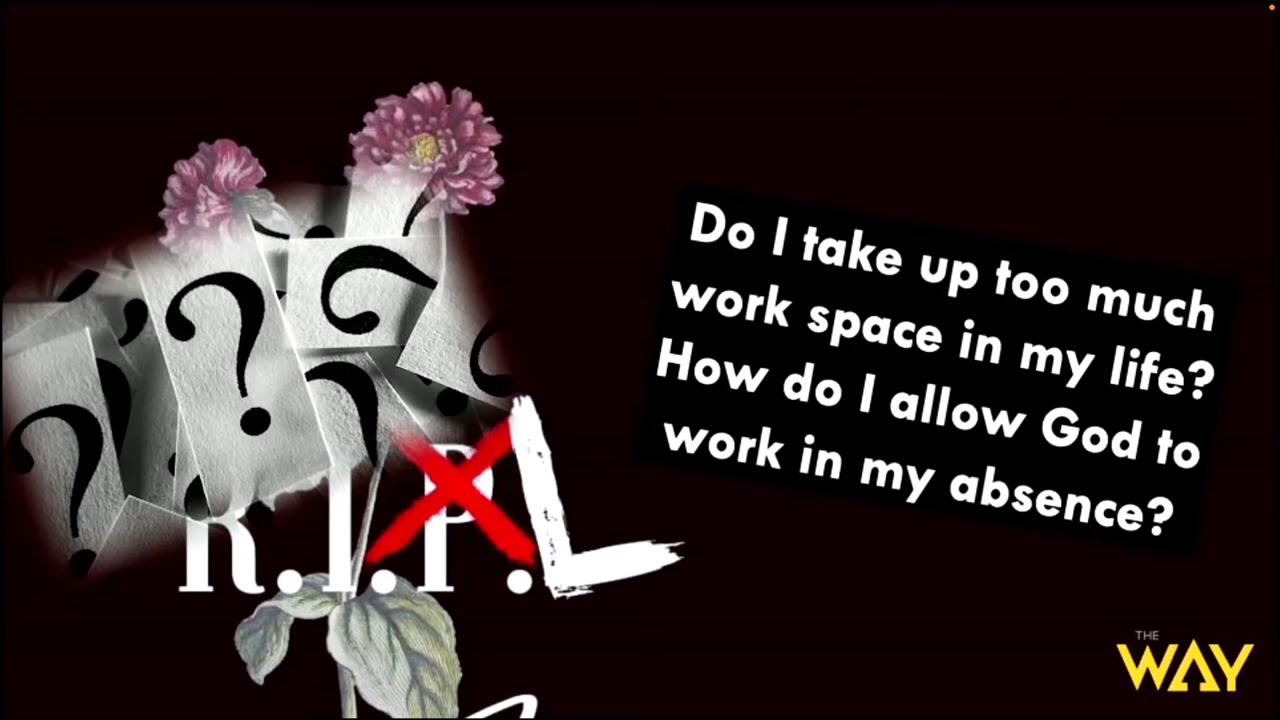 ?
?
?
?
R.I.P.
L
Do I take up too much
work space in my life?
How do I allow God to
work in my absence?
THE
WAY